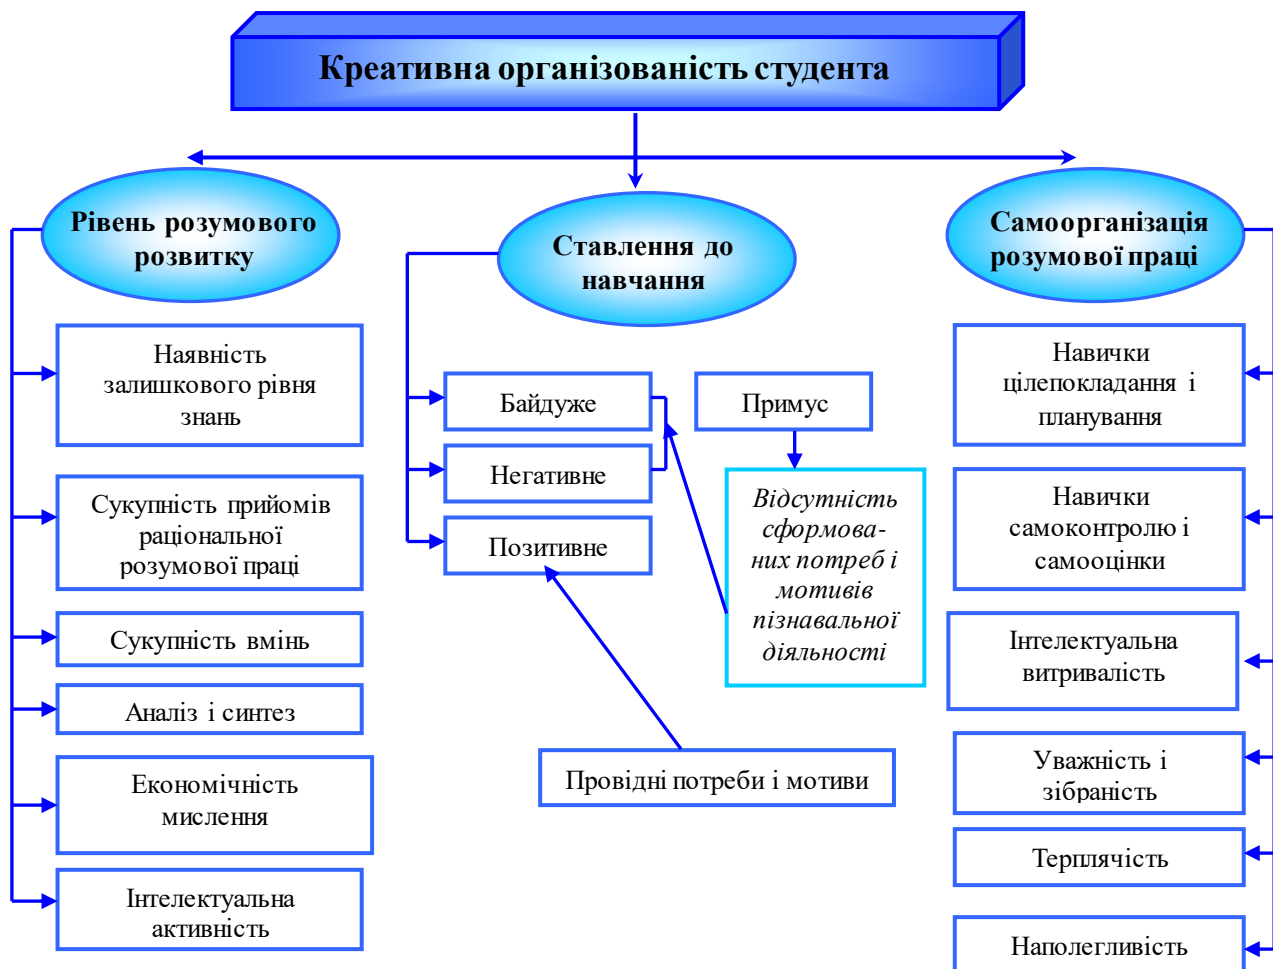 Креативна організованість студента
Рівень розумового
розвитку
Ставлення до
навчання
Самоорганізація
розумової праці
Наявність
залишкового рівня
знань
Сукупність прийомів
раціональної
розумової праці
Сукупність вмінь
Аналіз і синтез
Економічність
мислення
Інтелектуальна
активність
Байдуже
Негативне
Позитивне
Примус
Відсутність
сформова-
них потреб і
мотивів
пізнавальної
діяльності
Провідні потреби і мотиви
Навички
цілепокладання і
планування
Навички
самоконтролю і
самооцінки
Інтелектуальна
витривалість
Уважність і
зібраність
Терплячість
Наполегливість